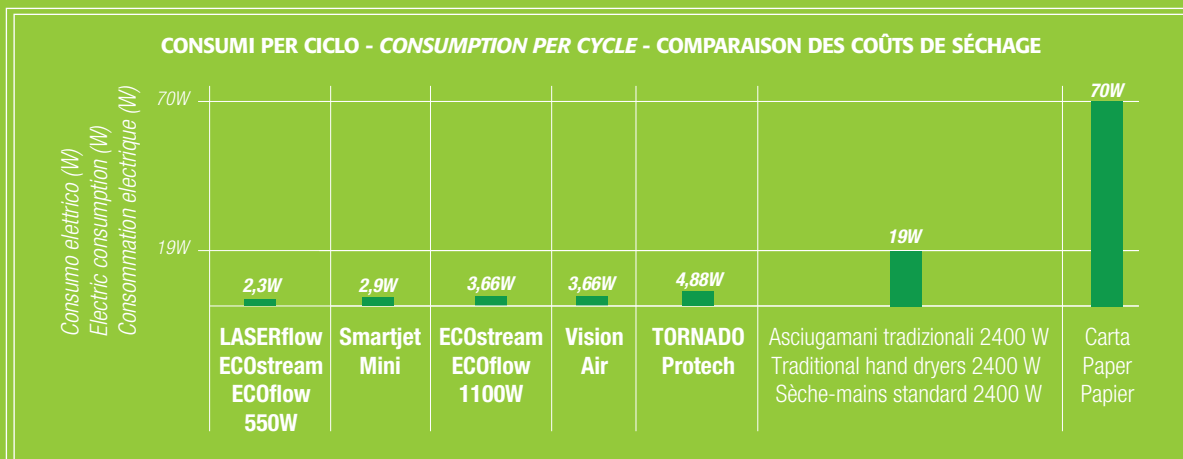 CONSUMI PER CICLO - CONSUMPTION PER CYCLE - COMPARAISON DES COÛTS DE SÉCHAGE
Consumo elettrico (W)
Electric consumption (W)
Consommation electrique (W)
70W
19W
2,3W
2,9W
3,66W
3,66W
4,88W
19W
70W
LASERflow
ECOstream
ECOflow
550W
Smartjet
Mini
ECOstream
ECOflow
1100W
Vision
Air
TORNADO
Protech
Asciugamani tradizionali 2400 W
Traditional hand dryers 2400 W
Sèche-mains standard 2400 W
Carta
Paper
Papier